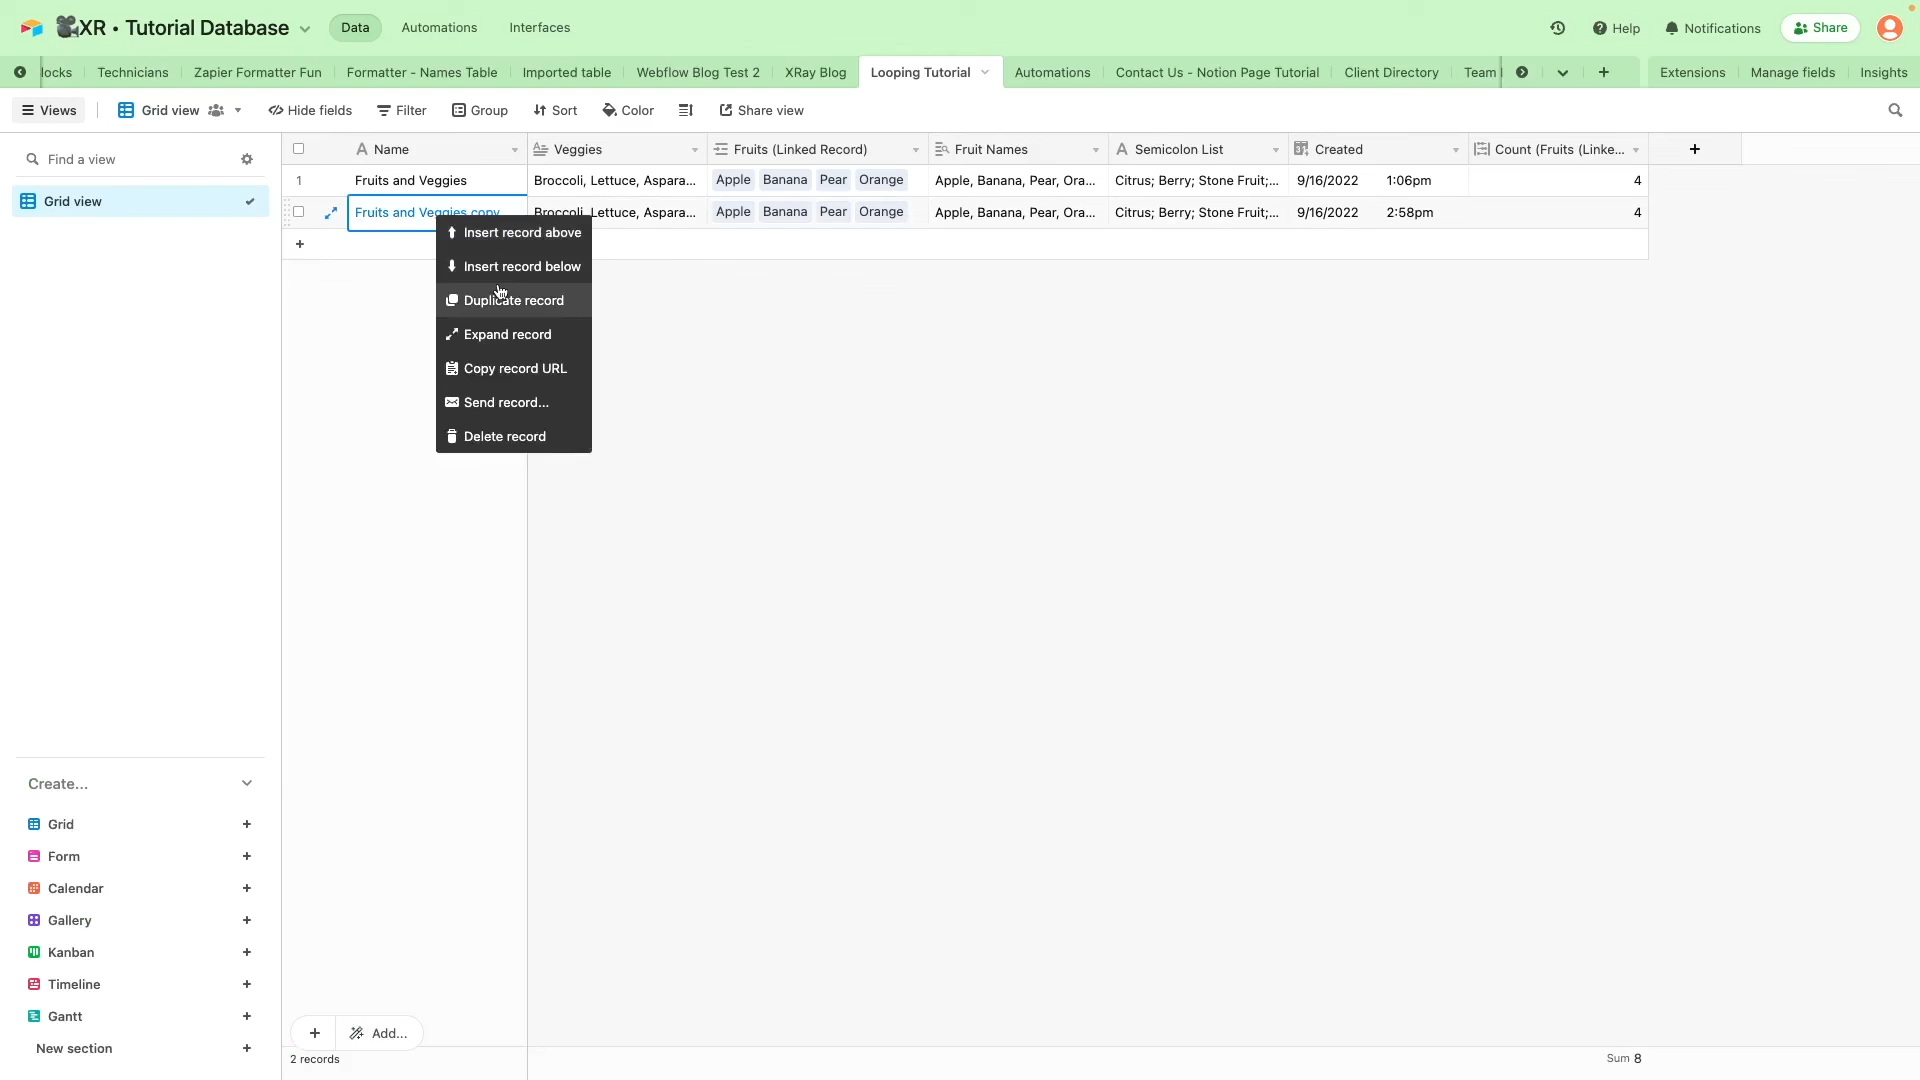 XR • Tutorial Database Data Automations Interfaces Help Notifications Share
locks Technicians Zapier Formatter Fun Formatter - Names Table Imported table Webflow Blog Test 2 XRay Blog Looping Tutorial Automations Contact Us - Notion Page Tutorial Client Directory Team Extensions Manage fields Insights
Views Grid view Hide fields Filter Group Sort Color Share view
Find a view
Grid view
Name Veggies Fruits (Linked Record) Fruit Names Semicolon List Created Count (Fruits (Linke...
1 Fruits and Veggies Broccoli, Lettuce, Aspara... Apple Banana Pear Orange Apple, Banana, Pear, Ora... Citrus; Berry; Stone Fruit;... 9/16/2022 1:06pm 4
Fruits and Veggies copy Broccoli, Lettuce, Aspara... Apple Banana Pear Orange Apple, Banana, Pear, Ora... Citrus; Berry; Stone Fruit;... 9/16/2022 2:58pm 4
+
Insert record above
Insert record below
Duplicate record
Expand record
Copy record URL
Send record...
Delete record
Create...
Grid +
Form +
Calendar +
Gallery +
Kanban +
Timeline +
Gantt +
New section +
+ Add...
2 records Sum 8